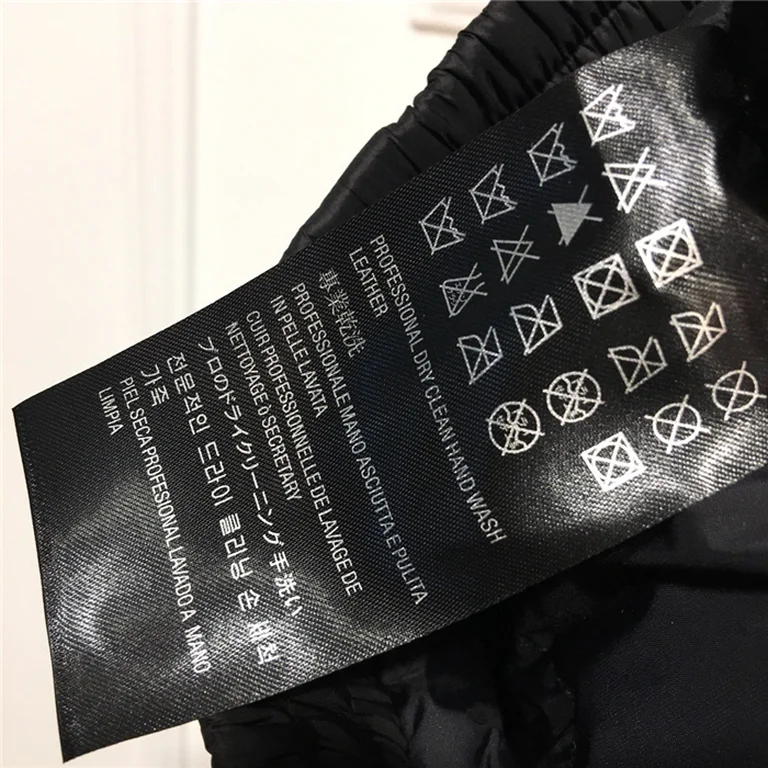 PROFESSIONAL DRY CLEAN HAND WASH
LEATHER
專業乾洗
PROFESSIONALE MANO ASCIUTTA E PULITA
IN PELLE LAVATA
CUIR PROFESSIONNELLE DE LAVAGE DE
NETTOYAGE ò SECRETARY
プロのドライクリーニング 手洗い
전문적인 드라이 클리닝 손 세척
가죽
PIEL SECA PROFESIONAL LAVADO A MANO
LIMPIA